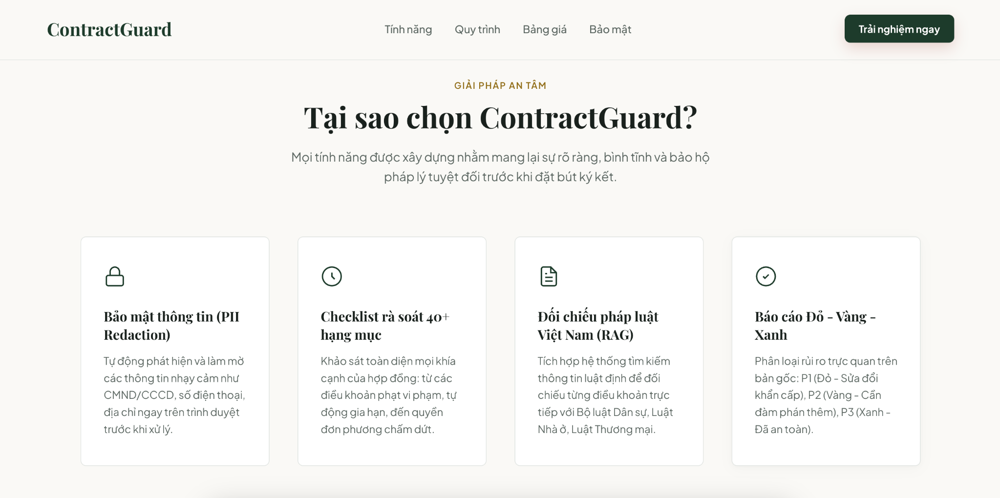 ContractGuard
Tính năng
Quy trình
Bảng giá
Bảo mật
Trải nghiệm ngay
GIẢI PHÁP AN TÂM
Tại sao chọn ContractGuard?
Mọi tính năng được xây dựng nhằm mang lại sự rõ ràng, bình tĩnh và bảo hộ
pháp lý tuyệt đối trước khi đặt bút ký kết.
Bảo mật thông tin (PII
Redaction)
Tự động phát hiện và làm mờ
các thông tin nhạy cảm như
CMND/CCCD, số điện thoại,
địa chỉ ngay trên trình duyệt
trước khi xử lý.
Checklist rà soát 40+
hạng mục
Khảo sát toàn diện mọi khía
cạnh của hợp đồng: từ các
điều khoản phạt vi phạm, tự
động gia hạn, đến quyền
đơn phương chấm dứt.
Đối chiếu pháp luật
Việt Nam (RAG)
Tích hợp hệ thống tìm kiếm
thông tin luật định để đối
chiếu từng điều khoản trực
tiếp với Bộ luật Dân sự, Luật
Nhà ở, Luật Thương mại.
Báo cáo Đỏ - Vàng -
Xanh
Phân loại rủi ro trực quan trên
bản gốc: P1 (Đỏ - Sửa đổi
khẩn cấp), P2 (Vàng - Cần
đàm phán thêm), P3 (Xanh -
Đã an toàn).